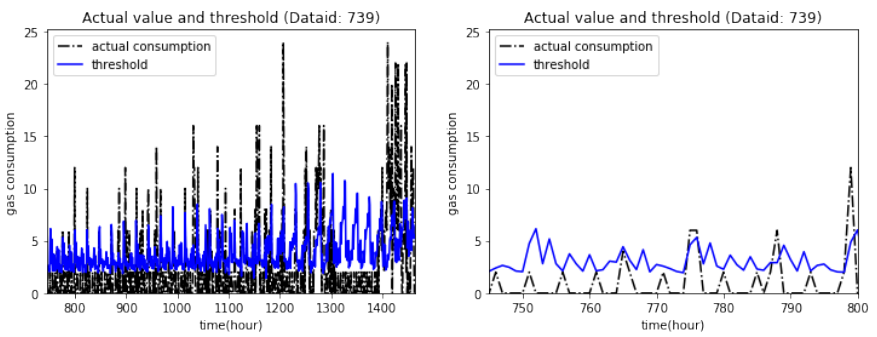 Actual value and threshold (Dataid: 739)
25
20
15
10
5
0
gas consumption
actual consumption
threshold
800 900 1000 1100 1200 1300 1400
time(hour)
Actual value and threshold (Dataid: 739)
25
20
15
10
5
0
gas consumption
actual consumption
threshold
750 760 770 780 790 800
time(hour)